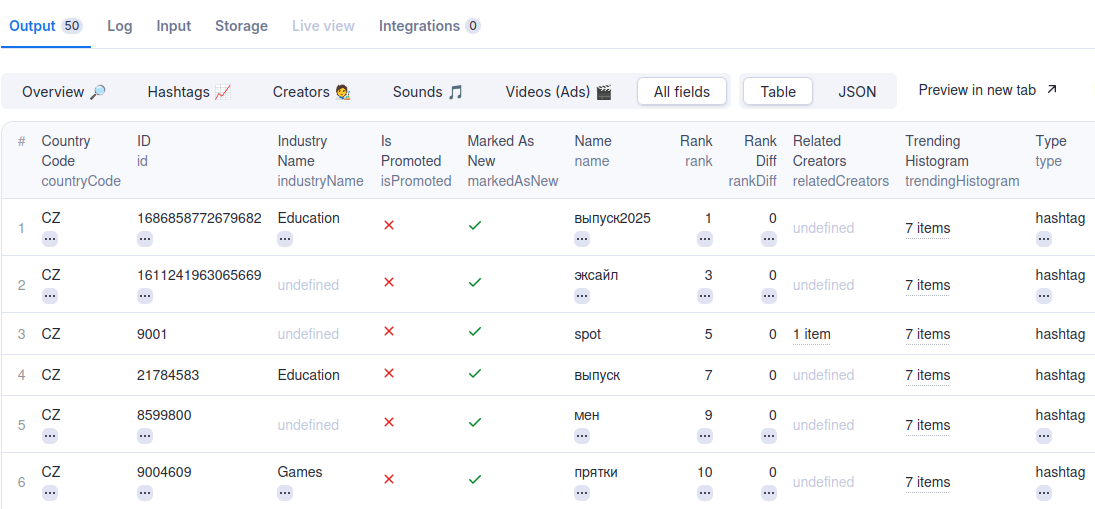 Output 50 Log Input Storage Live view Integrations 0
Overview 🔎 Hashtags 📈 Creators 🧑‍🎨 Sounds 🎵 Videos (Ads) 🎬 All fields Table JSON Preview in new tab ↗
# Country Code countryCode ID id Industry Name industryName Is Promoted isPromoted Marked As New markedAsNew Name name Rank rank Rank Diff rankDiff Related Creators relatedCreators Trending Histogram trendingHistogram Type type
1 CZ ... 1686858772679682 ... Education ... ✕ ✓ выпуск2025 ... 1 ... 0 ... undefined 7 items hashtag ...
2 CZ ... 1611241963065669 ... undefined ✕ ✓ эксайл ... 3 ... 0 ... undefined 7 items hashtag ...
3 CZ 9001 undefined ✕ ✓ spot 5 0 1 item 7 items hashtag
4 CZ 21784583 Education ✕ ✓ выпуск 7 0 undefined 7 items hashtag
5 CZ ... 8599800 ... undefined ✕ ✓ мен ... 9 ... 0 ... undefined 7 items hashtag ...
6 CZ ... 9004609 ... Games ... ✕ ✓ прятки ... 10 ... 0 ... undefined 7 items hashtag ...